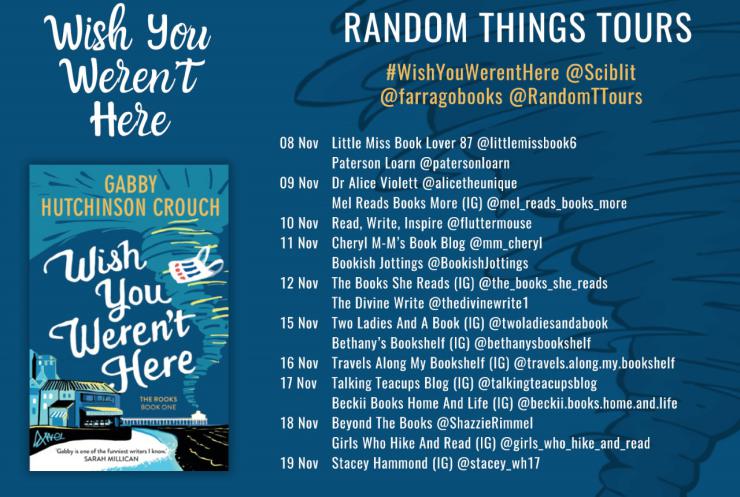 Wish You
Weren't
Here
GABBY
HUTCHINSON CROUCH
Wish
You
Weren't
Here
THE ROOKS
BOOK ONE
'Gabby is one of the funniest writers I know.'
SARAH MILLICAN
RANDOM THINGS TOURS
#WishYouWerentHere @Sciblit
@farragobooks @RandomTTours
08 Nov Little Miss Book Lover 87 @littlemissbook6
Paterson Loarn @patersonloarn
09 Nov Dr Alice Violett @alicetheunique
Mel Reads Books More (IG) @mel_reads_books_more
10 Nov Read, Write, Inspire @fluttermouse
11 Nov Cheryl M-M's Book Blog @mm_cheryl
Bookish Jottings @BookishJottings
12 Nov The Books She Reads (IG) @the_books_she_reads
The Divine Write @thedivinewrite1
15 Nov Two Ladies And A Book (IG) @twoladiesandabook
Bethany's Bookshelf (IG) @bethanysbookshelf
16 Nov Travels Along My Bookshelf (IG) @travels.along.my.bookshelf
17 Nov Talking Teacups Blog (IG) @talkingteacupsblog
Beckii Books Home And Life (IG) @beckii.books.home.and.life
18 Nov Beyond The Books @ShazzieRimmel
Girls Who Hike And Read (IG) @girls_who_hike_and_read
19 Nov Stacey Hammond (IG) @stacey_wh17